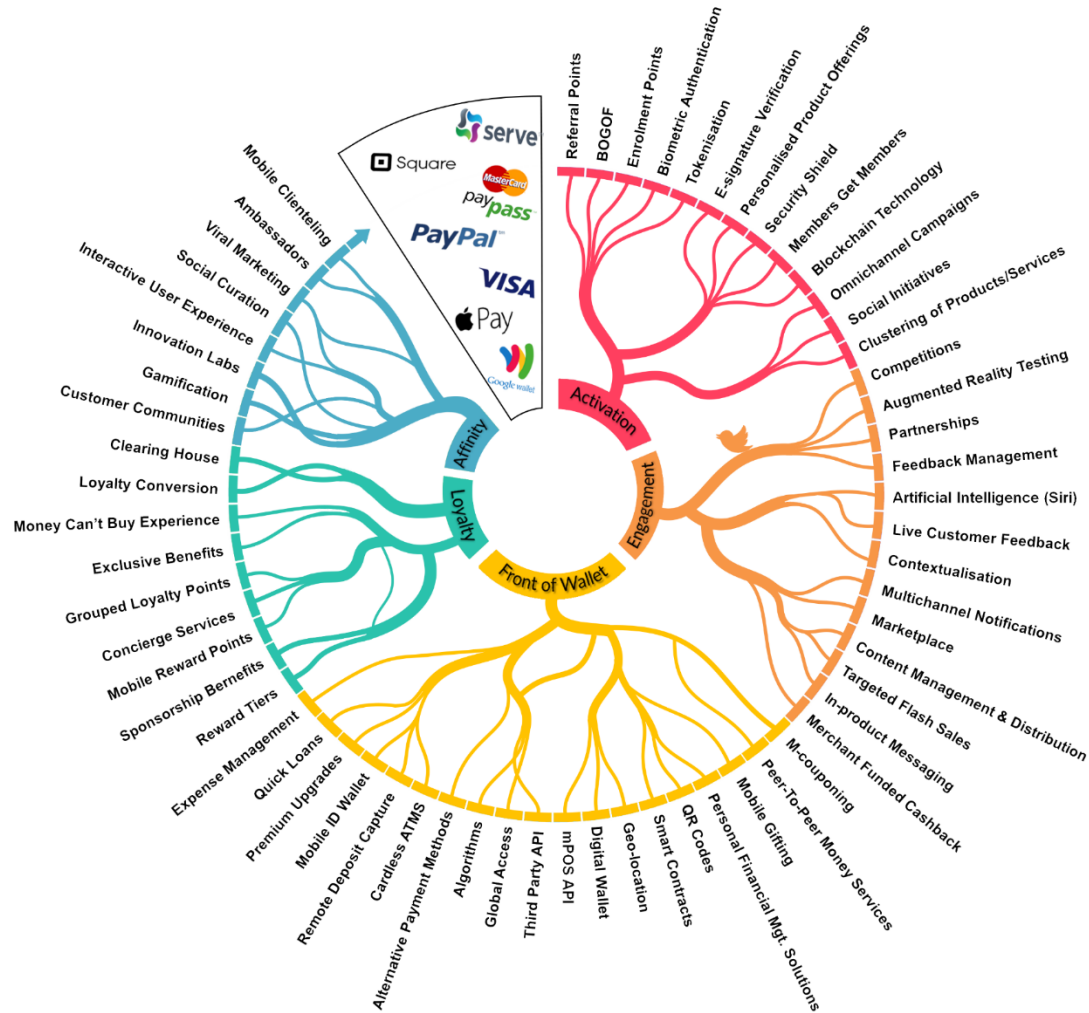 serve
Square
MasterCard
pay
pass
PayPal
VISA
Pay
Google wallet
Activation
Engagement
Front of Wallet
Loyalty
Affinity
Referral Points
BOGOF
Enrolment Points
Biometric Authentication
Tokenisation
E-signature Verification
Personalised Product Offerings
Security Shield
Members Get Members
Blockchain Technology
Omnichannel Campaigns
Social Initiatives
Clustering of Products/Services
Competitions
Augmented Reality Testing
Partnerships
Feedback Management
Artificial Intelligence (Siri)
Live Customer Feedback
Contextualisation
Multichannel Notifications
Marketplace
Content Management & Distribution
Targeted Flash Sales
In-product Messaging
Merchant Funded Cashback
M-couponing
Peer-To-Peer Money Services
Mobile Gifting
Personal Financial Mgt. Solutions
QR Codes
Smart Contracts
Geo-location
Digital Wallet
mPOS API
Third Party API
Global Access
Algorithms
Alternative Payment Methods
Cardless ATMS
Remote Deposit Capture
Mobile ID Wallet
Premium Upgrades
Quick Loans
Expense Management
Reward Tiers
Sponsorship Benefits
Mobile Reward Points
Concierge Services
Grouped Loyalty Points
Exclusive Benefits
Money Can't Buy Experience
Loyalty Conversion
Clearing House
Customer Communities
Gamification
Innovation Labs
Interactive User Experience
Social Curation
Viral Marketing
Ambassadors
Mobile Clienteling